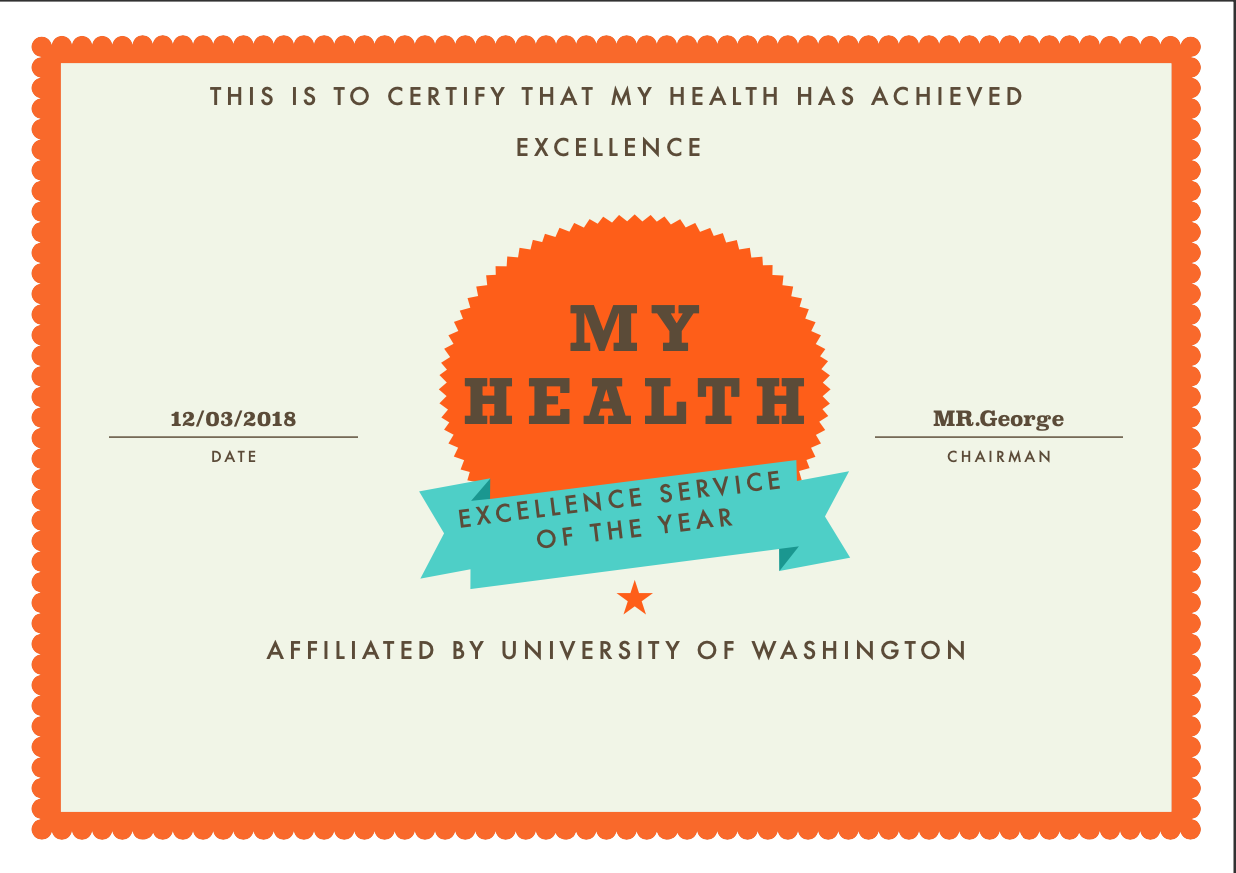 THIS IS TO CERTIFY THAT MY HEALTH HAS ACHIEVED
EXCELLENCE
MY
HEALTH
12/03/2018
DATE
MR.George
CHAIRMAN
EXCELLENCE SERVICE
OF THE YEAR
AFFILIATED BY UNIVERSITY OF WASHINGTON